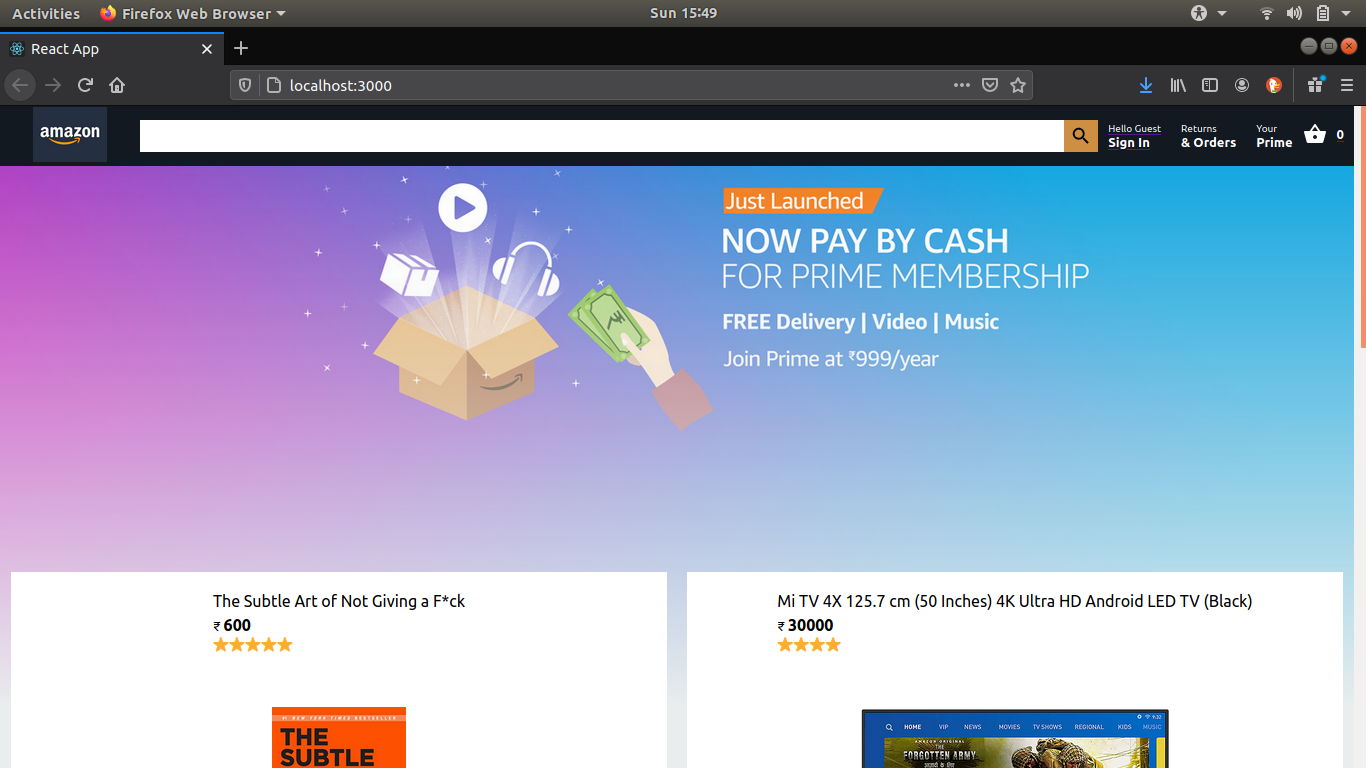 Activities Firefox Web Browser Sun 15:49
React App
localhost:3000
amazon
Hello Guest
Sign In
Returns
& Orders
Your
Prime
0
Just Launched
NOW PAY BY CASH
FOR PRIME MEMBERSHIP
FREE Delivery | Video | Music
Join Prime at ₹999/year
The Subtle Art of Not Giving a F*ck
₹ 600
#1 NEW YORK TIMES BESTSELLER
THE
SUBTLE
Mi TV 4X 125.7 cm (50 Inches) 4K Ultra HD Android LED TV (Black)
₹ 30000
9:22
HOME VIP NEWS MOVIES TV SHOWS REGIONAL KIDS MUSIC
AMAZON ORIGINAL
THE
FORGOTTEN ARMY
आज़ादी के लिए